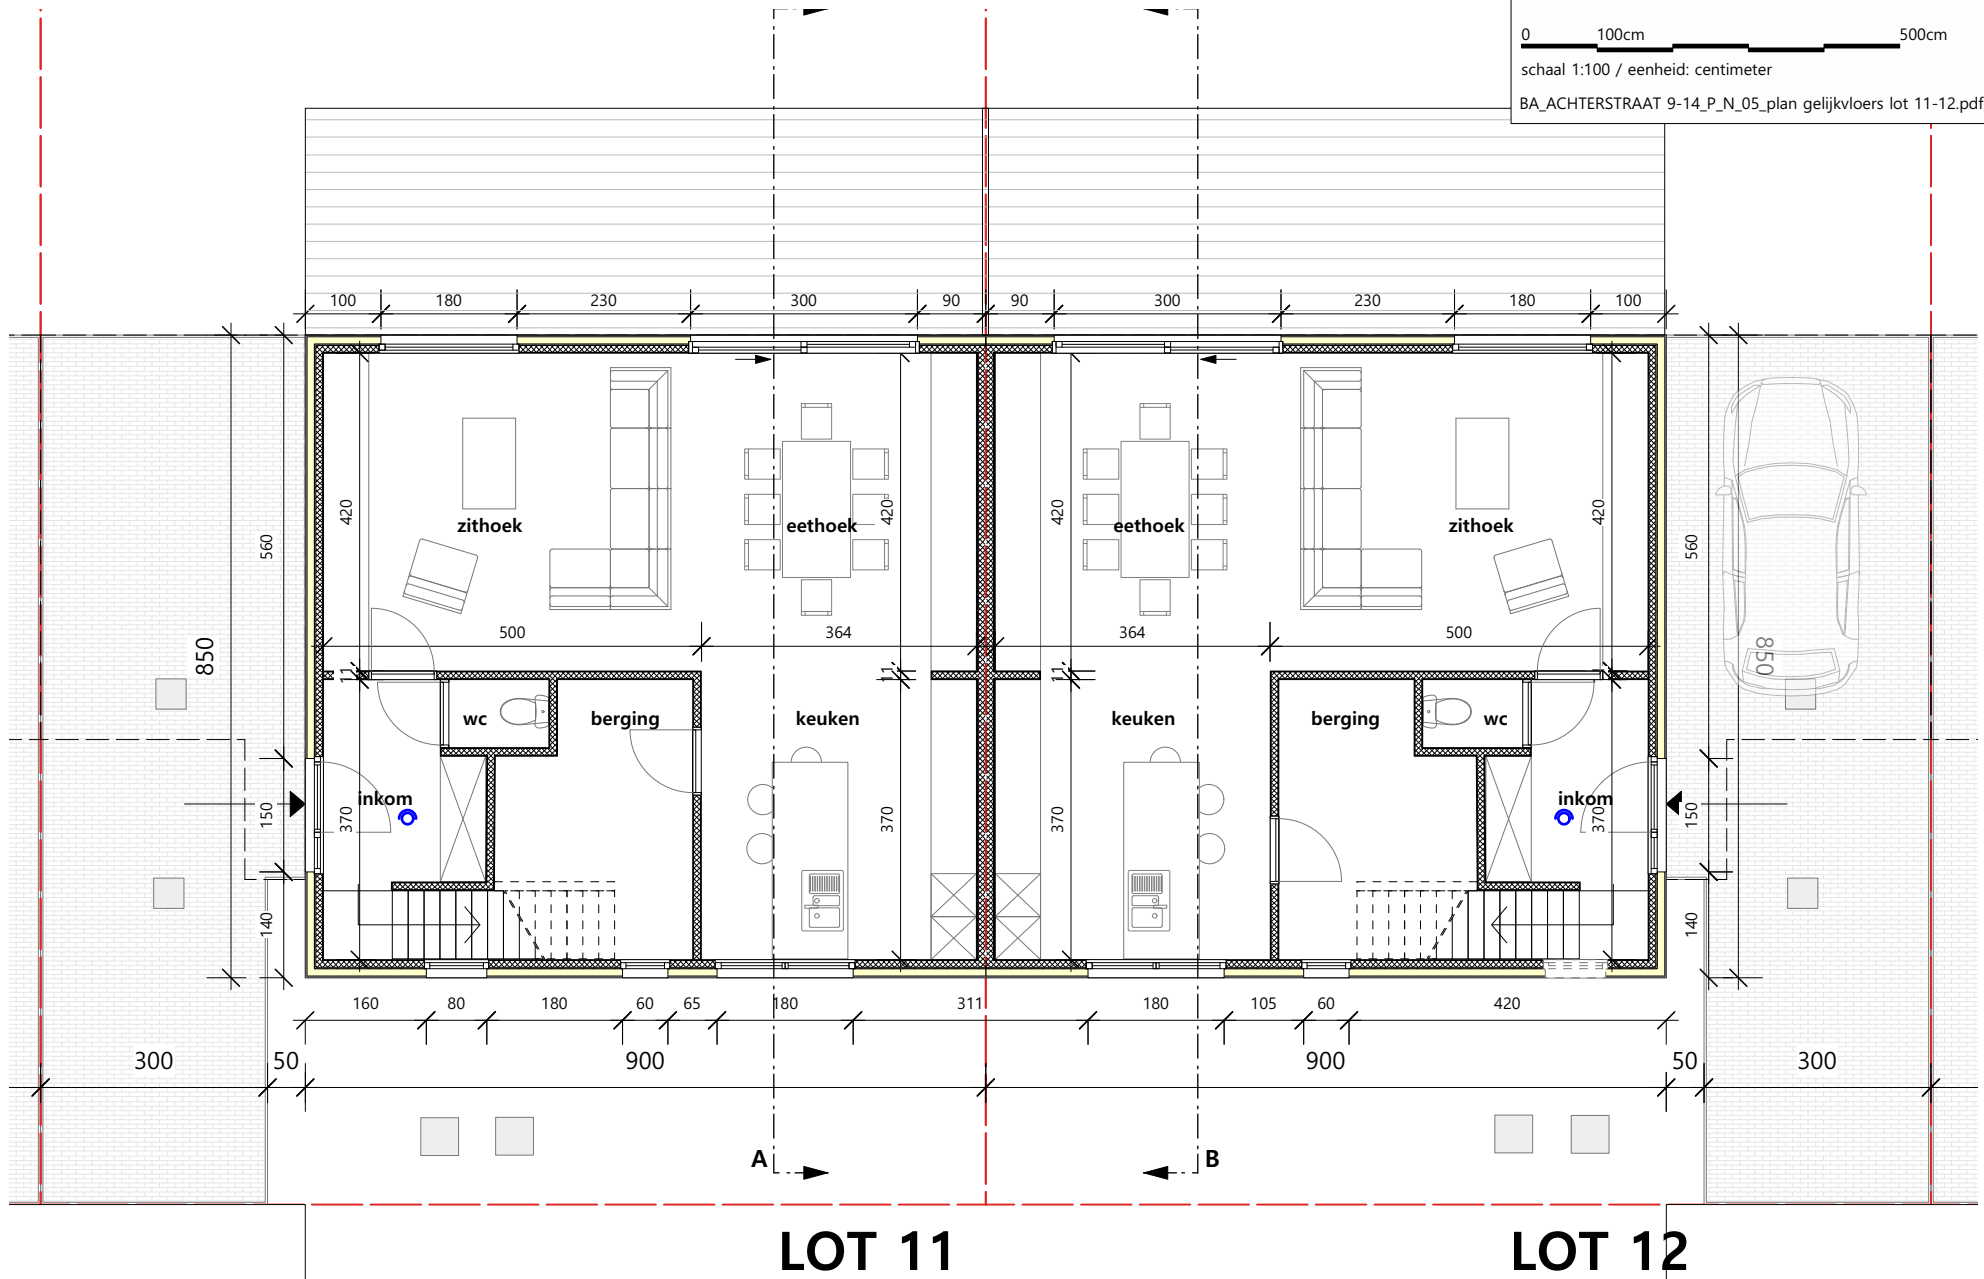 0 100cm 500cm
schaal 1:100 / eenheid: centimeter
BA_ACHTERSTRAAT 9-14_P_N_05_plan gelijkvloers lot 11-12.pdf
100 180 230 300 90 90 300 230 180 100
420 zithoek eethoek 420 420 eethoek zithoek 420
560 560
500 364 364 500
850 850
11 11 11
wc berging keuken keuken berging wc
inkom inkom
150 370 370 370 370 150
140 140
160 80 180 60 65 180 311 180 105 60 420
300 50 900 900 50 300
A B
LOT 11 LOT 12